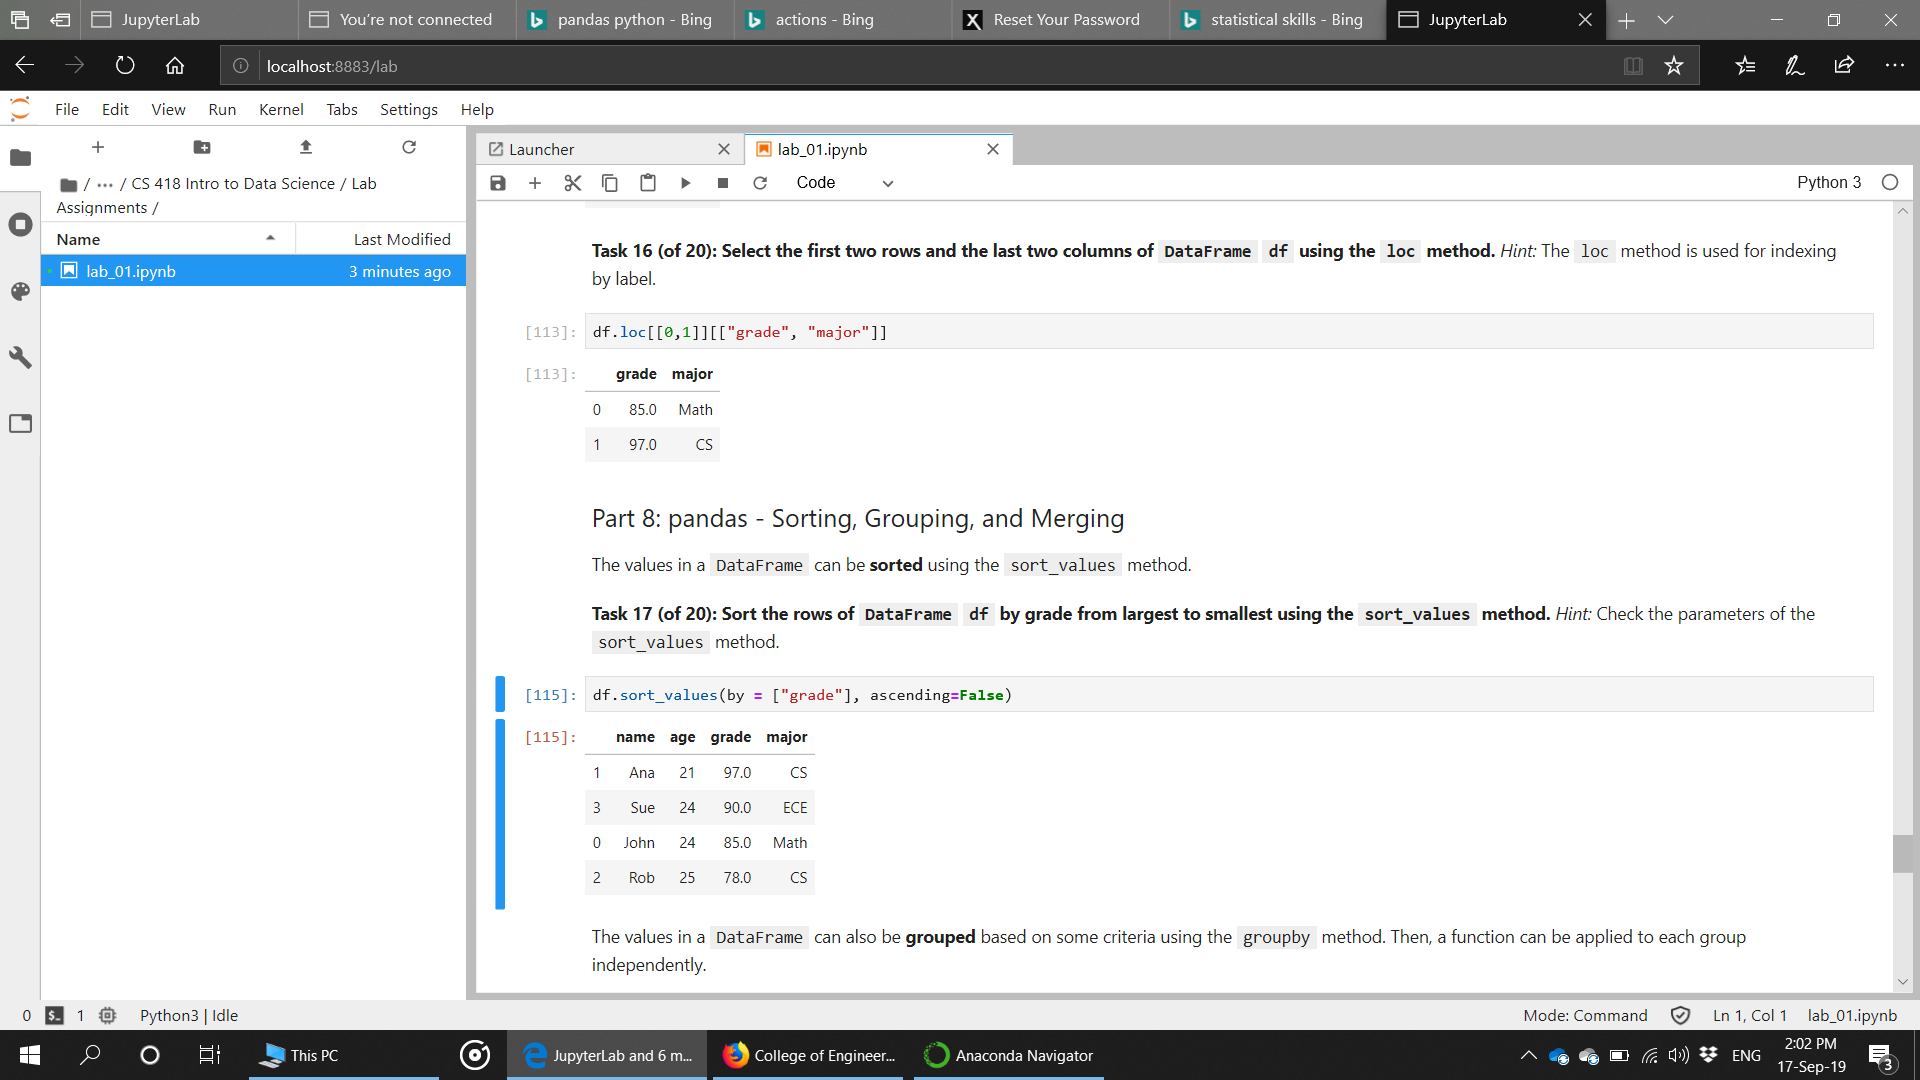 JupyterLab
You're not connected
pandas python - Bing
actions - Bing
Reset Your Password
statistical skills - Bing
JupyterLab
localhost:8883/lab
File Edit View Run Kernel Tabs Settings Help
Launcher
lab_01.ipynb
/ ··· / CS 418 Intro to Data Science / Lab
Assignments /
Code
Python 3
Name Last Modified
lab_01.ipynb 3 minutes ago
Task 16 (of 20): Select the first two rows and the last two columns of DataFrame df using the loc method. Hint: The loc method is used for indexing
by label.
[113]: df.loc[[0,1]][["grade", "major"]]
[113]: grade major
0 85.0 Math
1 97.0 CS
Part 8: pandas - Sorting, Grouping, and Merging
The values in a DataFrame can be sorted using the sort_values method.
Task 17 (of 20): Sort the rows of DataFrame df by grade from largest to smallest using the sort_values method. Hint: Check the parameters of the
sort_values method.
[115]: df.sort_values(by = ["grade"], ascending=False)
[115]: name age grade major
1 Ana 21 97.0 CS
3 Sue 24 90.0 ECE
0 John 24 85.0 Math
2 Rob 25 78.0 CS
The values in a DataFrame can also be grouped based on some criteria using the groupby method. Then, a function can be applied to each group
independently.
0 $_ 1 Python3 | Idle
Mode: Command Ln 1, Col 1 lab_01.ipynb
This PC
JupyterLab and 6 m...
College of Engineer...
Anaconda Navigator
ENG
2:02 PM
17-Sep-19
3